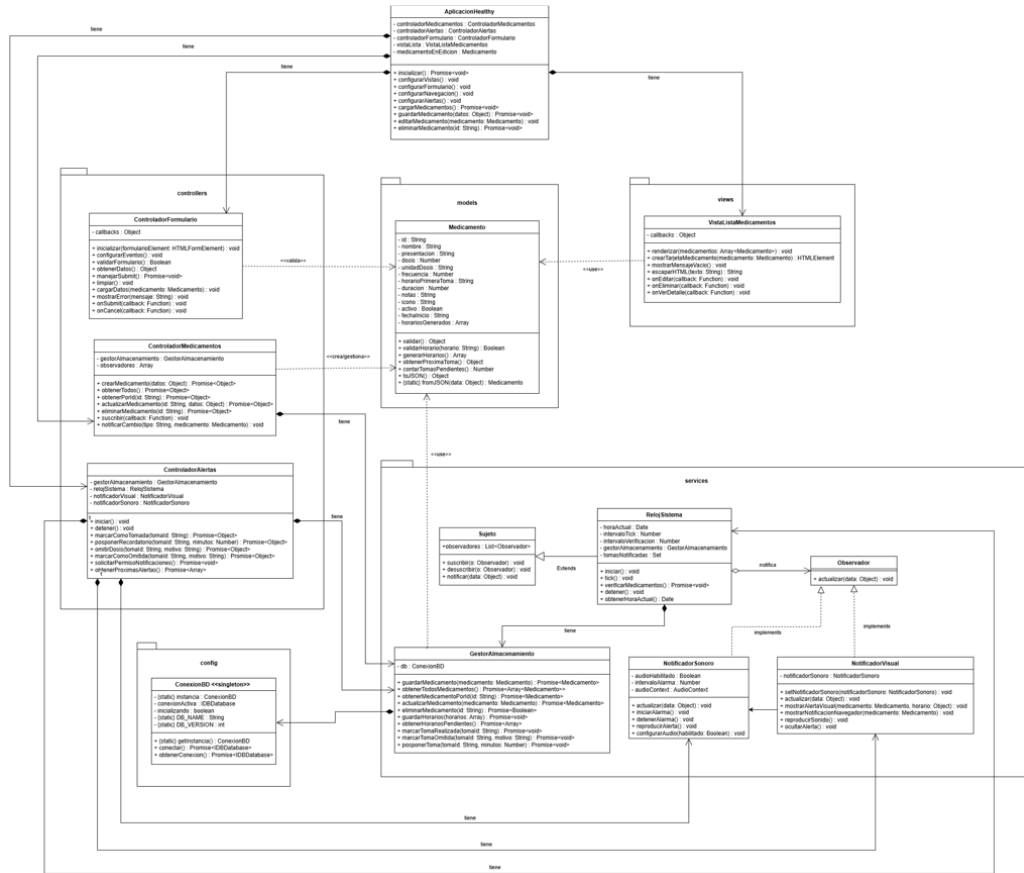 AplicacionHealthy
- controladorMedicamentos : ControladorMedicamentos
- controladorAlertas : ControladorAlertas
- controladorFormulario : ControladorFormulario
- vistaLista : VistaListaMedicamentos
- medicamentoEnEdicion : Medicamento
+ inicializar() : Promise<void>
+ configurarVistas() : void
+ configurarFormulario() : void
+ configurarNavegacion() : void
+ configurarAlertas() : void
+ cargarMedicamentos() : Promise<void>
+ guardarMedicamento(datos: Object) : Promise<void>
+ editarMedicamento(medicamento: Medicamento) : void
+ eliminarMedicamento(id: String) : Promise<void>
tiene
tiene
tiene
tiene
controllers
ControladorFormulario
- callbacks : Object
+ inicializar(formularioElement: HTMLFormElement) : void
+ configurarEventos() : void
+ validarFormulario() : Boolean
+ obtenerDatos() : Object
+ manejarSubmit() : Promise<void>
+ limpiar() : void
+ cargarDatos(medicamento: Medicamento) : void
+ mostrarError(mensaje: String) : void
+ onSubmit(callback: Function) : void
+ onCancel(callback: Function) : void
<<valida>>
ControladorMedicamentos
- gestorAlmacenamiento : GestorAlmacenamiento
- observadores : Array
+ crearMedicamento(datos: Object) : Promise<Object>
+ obtenerTodos() : Promise<Object>
+ obtenerPorId(id: String) : Promise<Object>
+ actualizarMedicamento(id: String, datos: Object) : Promise<Object>
+ eliminarMedicamento(id: String) : Promise<Object>
+ suscribir(callback: Function) : void
+ notificarCambio(tipo: String, medicamento: Medicamento) : void
<<crea/gestiona>>
tiene
ControladorAlertas
- gestorAlmacenamiento : GestorAlmacenamiento
- relojSistema : RelojSistema
- notificadorVisual : NotificadorVisual
- notificadorSonoro : NotificadorSonoro
+ iniciar() : void
+ detener() : void
+ marcarComoTomada(tomaId: String) : Promise<Object>
+ posponerRecordatorio(tomaId: String, minutos: Number) : Promise<Object>
+ omitirDosis(tomaId: String, motivo: String) : Promise<Object>
+ marcarComoOmitida(tomaId: String, motivo: String) : Promise<Object>
+ solicitarPermisoNotificaciones() : Promise<void>
+ obtenerProximasAlertas() : Promise<Array>
tiene
models
Medicamento
- id : String
- nombre : String
- presentacion : String
- dosis : Number
- unidadDosis : String
- frecuencia : Number
- horarioPrimeraToma : String
- duracion : Number
- notas : String
- icono : String
- activo : Boolean
- fechaInicio : String
- horariosGenerados : Array
+ validar() : Object
+ validarHorario(horario: String) : Boolean
+ generarHorarios() : Array
+ obtenerProximaToma() : Object
+ contarTomasPendientes() : Number
+ toJSON() : Object
+ {static} fromJSON(data: Object) : Medicamento
<<use>>
<<use>>
views
VistaListaMedicamentos
- callbacks : Object
+ renderizar(medicamentos: Array<Medicamento>) : void
+ crearTarjetaMedicamento(medicamento: Medicamento) : HTMLElement
+ mostrarMensajeVacio() : void
+ escaparHTML(texto: String) : String
+ onEditar(callback: Function) : void
+ onEliminar(callback: Function) : void
+ onVerDetalle(callback: Function) : void
services
Sujeto
+observadores : List<Observador>
+ suscribir(o: Observador) : void
+ desuscribir(o: Observador) : void
+ notificar(data: Object) : void
Extends
RelojSistema
- horaActual : Date
- intervaloTick : Number
- intervaloVerificacion : Number
- gestorAlmacenamiento : GestorAlmacenamiento
- tomasNotificadas : Set
+ iniciar() : void
+ tick() : void
+ verificarMedicamentos() : Promise<void>
+ detener() : void
+ obtenerHoraActual() : Date
notifica
Observador
+ actualizar(data: Object) : void
implements
implements
tiene
GestorAlmacenamiento
- db : ConexionBD
+ guardarMedicamento(medicamento: Medicamento) : Promise<Medicamento>
+ obtenerTodosMedicamentos() : Promise<Array<Medicamento>>
+ obtenerMedicamentoPorId(id: String) : Promise<Medicamento>
+ actualizarMedicamento(medicamento: Medicamento) : Promise<Medicamento>
+ eliminarMedicamento(id: String) : Promise<Boolean>
+ guardarHorarios(horarios: Array) : Promise<void>
+ obtenerHorariosPendientes() : Promise<Array>
+ marcarTomaRealizada(tomaId: String) : Promise<void>
+ marcarTomaOmitida(tomaId: String, motivo: String) : Promise<void>
+ posponerToma(tomaId: String, minutos: Number) : Promise<void>
NotificadorSonoro
- audioHabilitado : Boolean
- intervaloAlarma : Number
- audioContext : AudioContext
+ actualizar(data: Object) : void
+ iniciarAlarma() : void
+ detenerAlarma() : void
+ reproducirAlerta() : void
+ configurarAudio(habilitado: Boolean) : void
NotificadorVisual
- notificadorSonoro : NotificadorSonoro
+ setNotificadorSonoro(notificadorSonoro: NotificadorSonoro) : void
+ actualizar(data: Object) : void
+ mostrarAlertaVisual(medicamento: Medicamento, horario: Object) : void
+ mostrarNotificacionNavegador(medicamento: Medicamento) : void
+ reproducirSonido() : void
+ ocultarAlerta() : void
config
ConexionBD <<singleton>>
- {static} instancia : ConexionBD
- conexionActiva : IDBDatabase
- inicializando : boolean
- {static} DB_NAME : String
- {static} DB_VERSION : int
+ {static} getInstancia() : ConexionBD
+ conectar() : Promise<IDBDatabase>
+ obtenerConexion() : Promise<IDBDatabase>
tiene
tiene
tiene